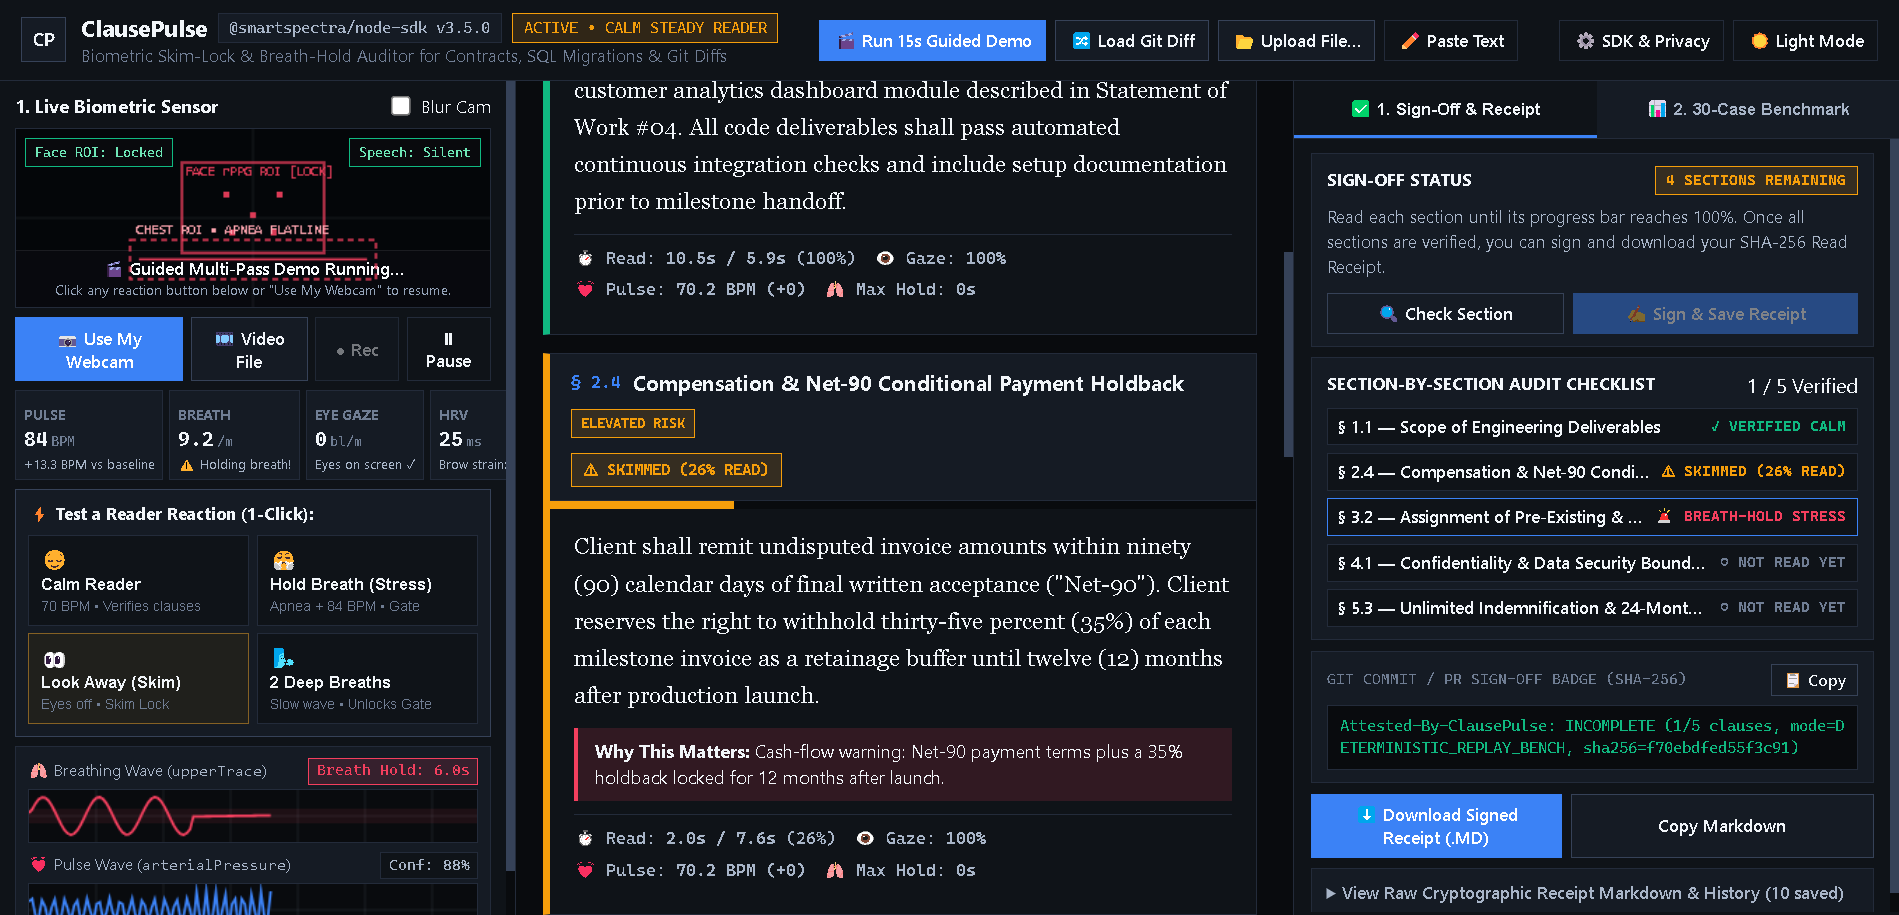 CP
ClausePulse
@smartspectra/node-sdk v3.5.0
ACTIVE • CALM STEADY READER
Biometric Skim-Lock & Breath-Hold Auditor for Contracts, SQL Migrations & Git Diffs
Run 15s Guided Demo
Load Git Diff
Upload File...
Paste Text
SDK & Privacy
Light Mode
1. Live Biometric Sensor
Blur Cam
Face ROI: Locked
Speech: Silent
FACE rPPG ROI [LOCK]
CHEST ROI • APNEA FLATLINE
Guided Multi-Pass Demo Running...
Click any reaction button below or "Use My Webcam" to resume.
Use My
Webcam
Video
File
● Rec
⏸
Pause
PULSE
84 BPM
+13.3 BPM vs baseline
BREATH
9.2 /m
⚠ Holding breath!
EYE GAZE
0 bl/m
Eyes on screen ✓
HRV
25 ms
Brow strain:
Test a Reader Reaction (1-Click):
Calm Reader
70 BPM • Verifies clauses
Hold Breath (Stress)
Apnea + 84 BPM • Gate
Look Away (Skim)
Eyes off • Skim Lock
2 Deep Breaths
Slow wave • Unlocks Gate
Breathing Wave (upperTrace)
Breath Hold: 6.0s
Pulse Wave (arterialPressure)
Conf: 88%
customer analytics dashboard module described in Statement of
Work #04. All code deliverables shall pass automated
continuous integration checks and include setup documentation
prior to milestone handoff.
Read: 10.5s / 5.9s (100%) Gaze: 100%
Pulse: 70.2 BPM (+0) Max Hold: 0s
§ 2.4 Compensation & Net-90 Conditional Payment Holdback
ELEVATED RISK
⚠ SKIMMED (26% READ)
Client shall remit undisputed invoice amounts within ninety
(90) calendar days of final written acceptance ("Net-90"). Client
reserves the right to withhold thirty-five percent (35%) of each
milestone invoice as a retainage buffer until twelve (12) months
after production launch.
Why This Matters: Cash-flow warning: Net-90 payment terms plus a 35%
holdback locked for 12 months after launch.
Read: 2.0s / 7.6s (26%) Gaze: 100%
Pulse: 70.2 BPM (+0) Max Hold: 0s
1. Sign-Off & Receipt
2. 30-Case Benchmark
SIGN-OFF STATUS
4 SECTIONS REMAINING
Read each section until its progress bar reaches 100%. Once all
sections are verified, you can sign and download your SHA-256 Read
Receipt.
Check Section
Sign & Save Receipt
SECTION-BY-SECTION AUDIT CHECKLIST
1 / 5 Verified
§ 1.1 — Scope of Engineering Deliverables ✓ VERIFIED CALM
§ 2.4 — Compensation & Net-90 Condi... ⚠ SKIMMED (26% READ)
§ 3.2 — Assignment of Pre-Existing & ... BREATH-HOLD STRESS
§ 4.1 — Confidentiality & Data Security Bound... ○ NOT READ YET
§ 5.3 — Unlimited Indemnification & 24-Mont... ○ NOT READ YET
GIT COMMIT / PR SIGN-OFF BADGE (SHA-256)
Copy
Attested-By-ClausePulse: INCOMPLETE (1/5 clauses, mode=D
ETERMINISTIC_REPLAY_BENCH, sha256=f70ebdfed55f3c91)
Download Signed
Receipt (.MD)
Copy Markdown
▶ View Raw Cryptographic Receipt Markdown & History (10 saved)